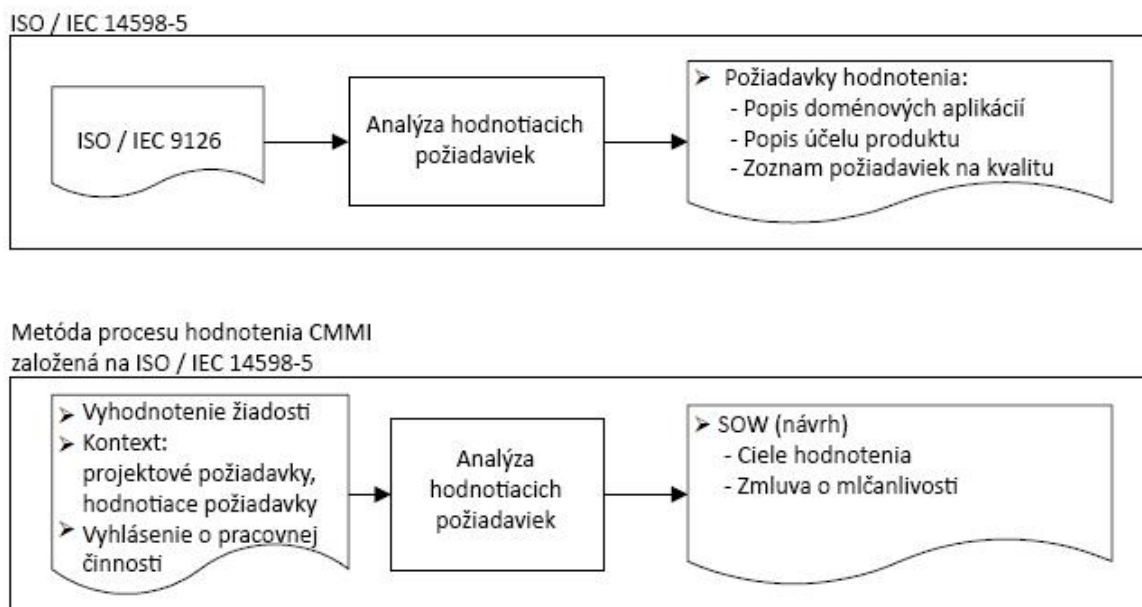 ISO / IEC 14598-5
ISO / IEC 9126
Analýza hodnotiacich
požiadaviek
➢ Požiadavky hodnotenia:
- Popis doménových aplikácií
- Popis účelu produktu
- Zoznam požiadaviek na kvalitu
Metóda procesu hodnotenia CMMI
založená na ISO / IEC 14598-5
➢ Vyhodnotenie žiadosti
➢ Kontext:
projektové požiadavky,
hodnotiace požiadavky
➢ Vyhlásenie o pracovnej
činnosti
Analýza
hodnotiacich
požiadaviek
➢ SOW (návrh)
- Ciele hodnotenia
- Zmluva o mlčanlivosti